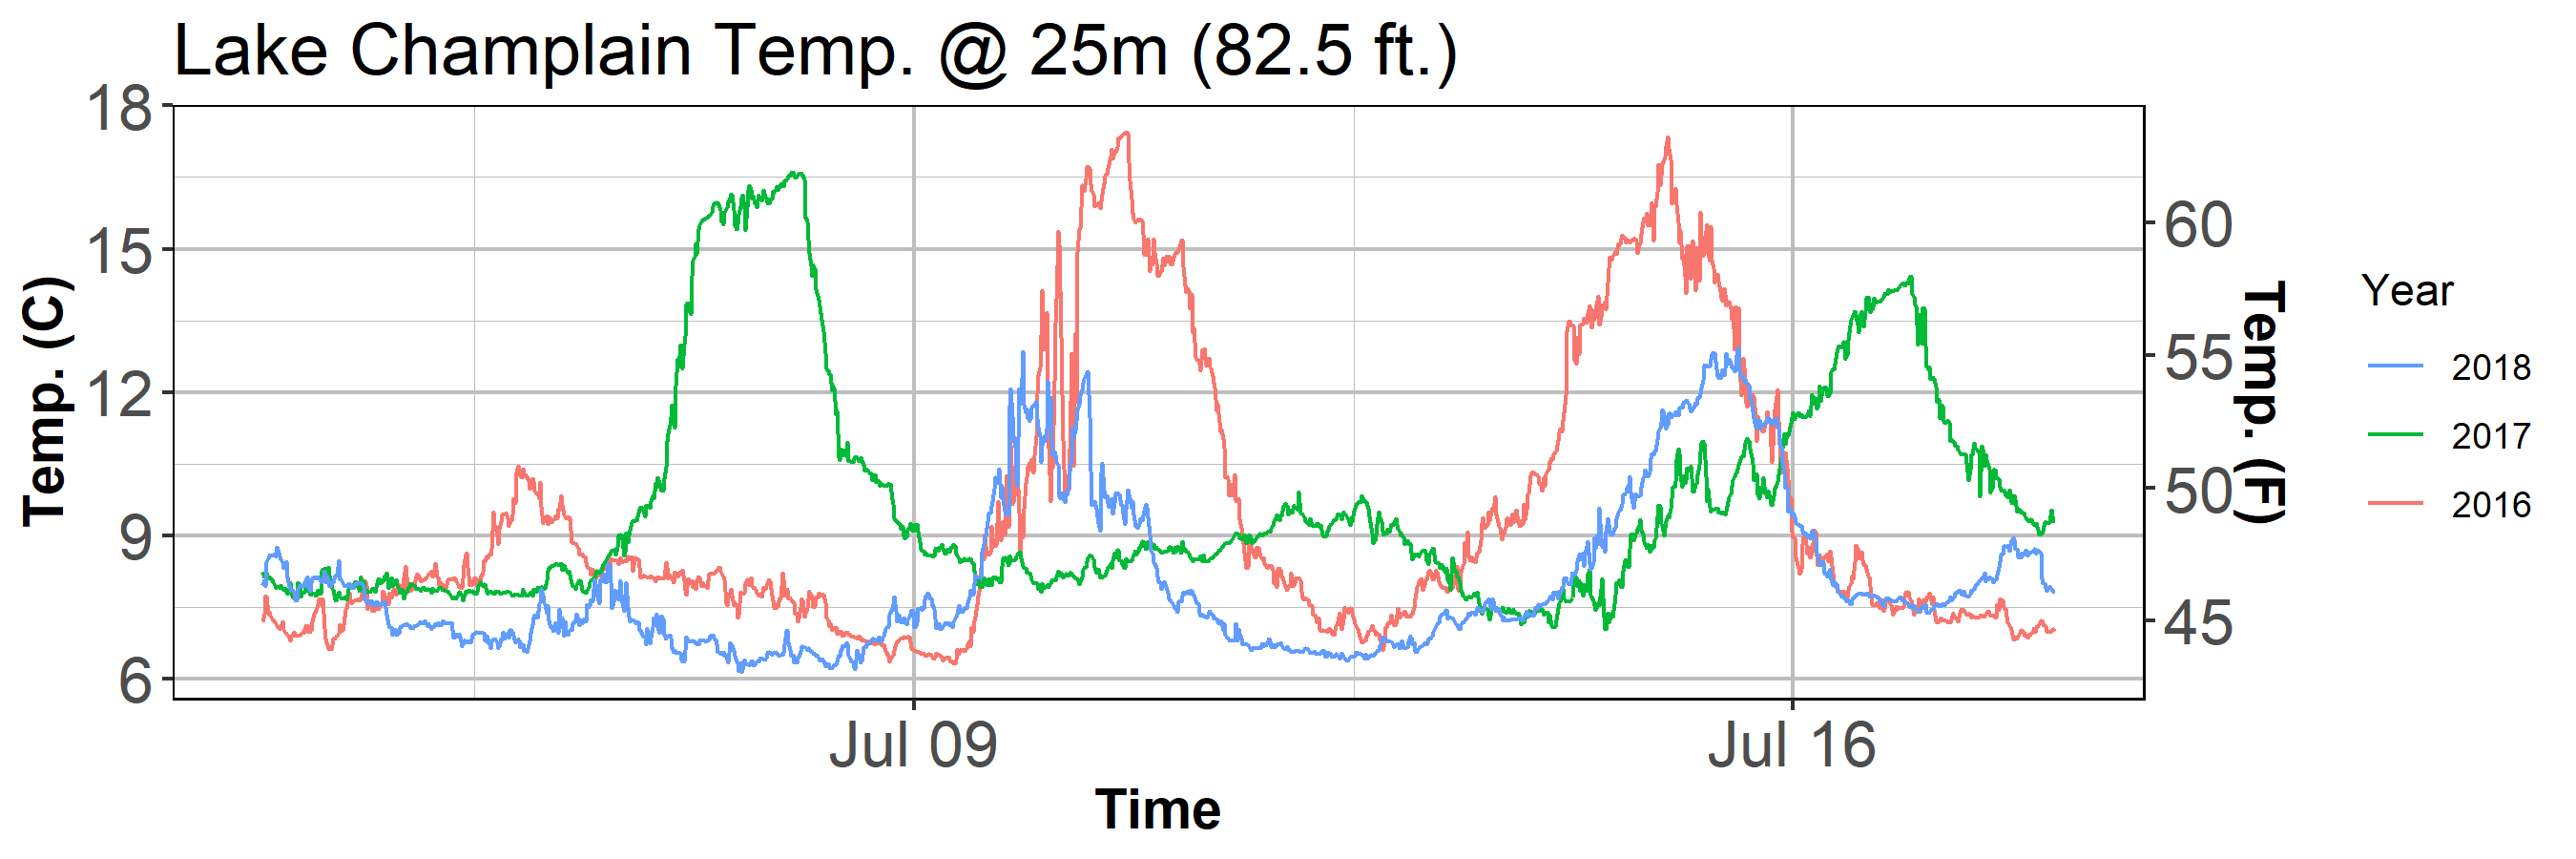 Lake Champlain Temp. @ 25m (82.5 ft.)
Temp. (C)
18
15
12
9
6
60
55
50
45
Temp. (F)
Jul 09
Jul 16
Time
Year
2018
2017
2016